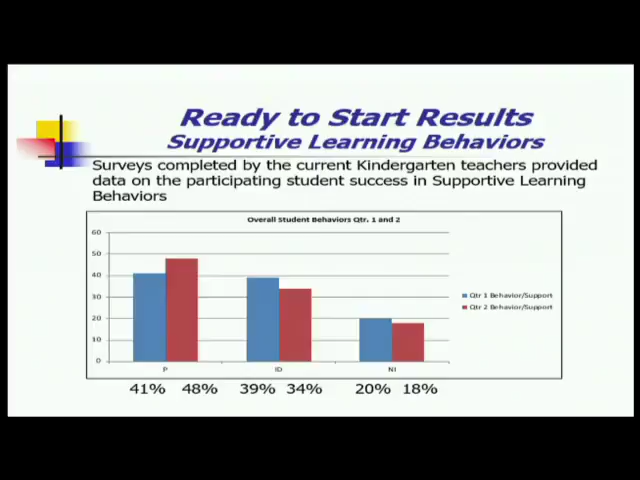 Ready to Start Results
Supportive Learning Behaviors
Surveys completed by the current Kindergarten teachers provided
data on the participating student success in Supportive Learning
Behaviors
Overall Student Behaviors Qtr. 1 and 2
60
50
40
30
20
10
0
P ID NI
Qtr 1 Behavior/Support
Qtr 2 Behavior/Support
41% 48% 39% 34% 20% 18%